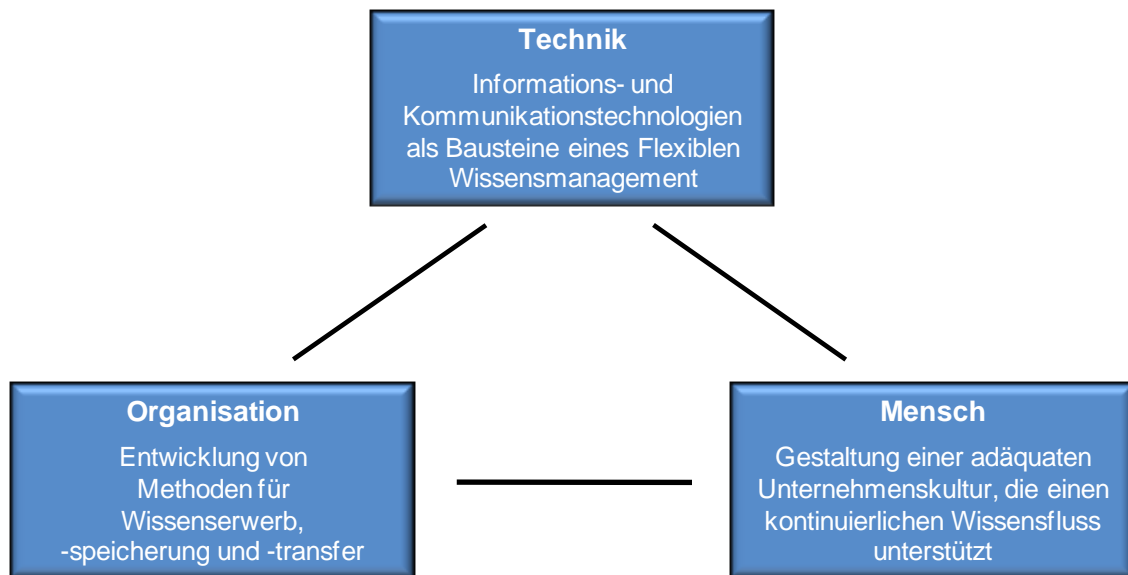 Technik
Informations- und
Kommunikationstechnologien
als Bausteine eines Flexiblen
Wissensmanagement
Organisation
Entwicklung von
Methoden für
Wissenserwerb,
-speicherung und -transfer
Mensch
Gestaltung einer adäquaten
Unternehmenskultur, die einen
kontinuierlichen Wissensfluss
unterstützt